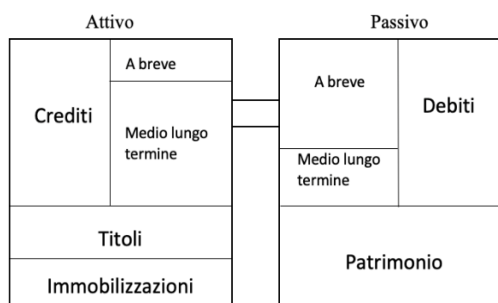 Attivo
Passivo
Crediti
A breve
Medio lungo
termine
Titoli
Immobilizzazioni
A breve
Medio lungo
termine
Debiti
Patrimonio